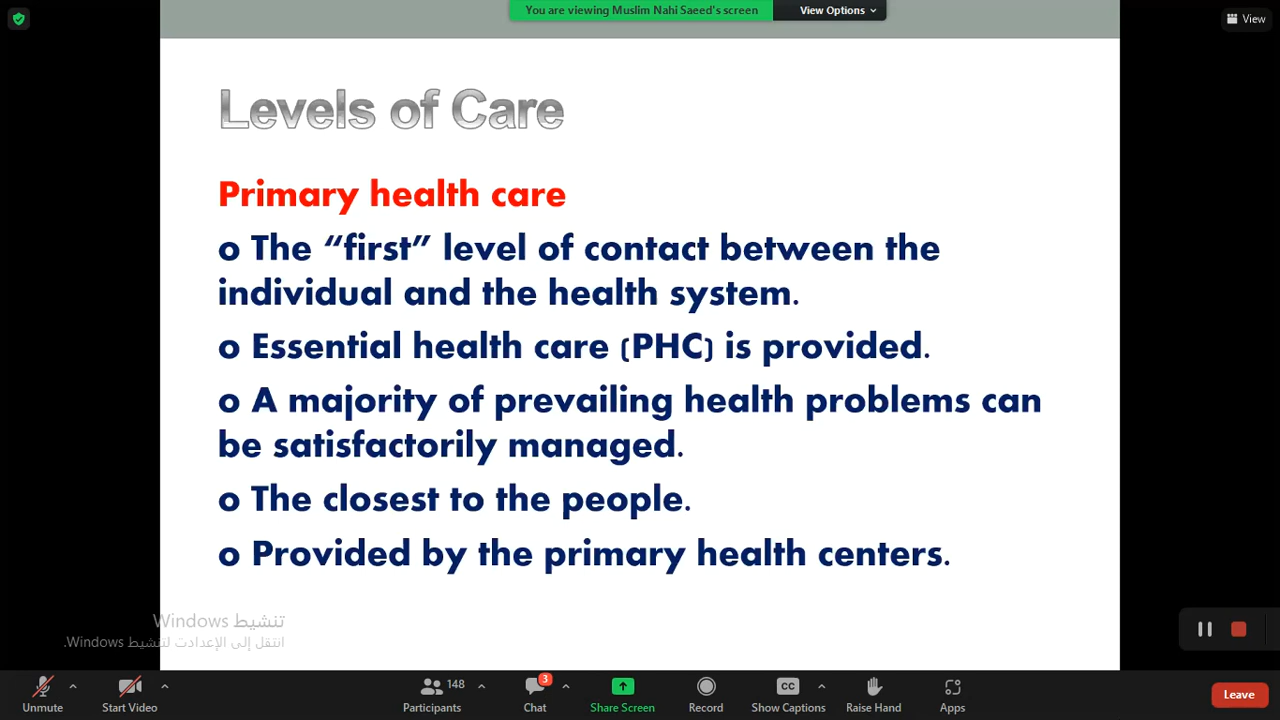 You are viewing Muslim Nahi Saeed's screen
View Options
View
Levels of Care
Primary health care
o The “first” level of contact between the
individual and the health system.
o Essential health care (PHC) is provided.
o A majority of prevailing health problems can
be satisfactorily managed.
o The closest to the people.
o Provided by the primary health centers.
تنشيط Windows
انتقل إلى الإعدادت لتنشيط Windows.
Unmute
Start Video
148
Participants
3
Chat
Share Screen
Record
CC
Show Captions
Raise Hand
Apps
Leave